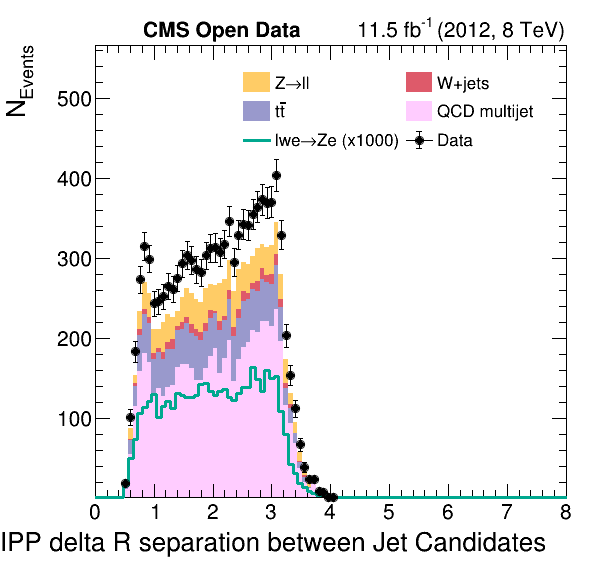 CMS Open Data 11.5 fb⁻¹ (2012, 8 TeV)
N_Events
Z→ll W+jets
tt̄ QCD multijet
lwe→Ze (x1000) Data
500
400
300
200
100
0 1 2 3 4 5 6 7 8
IPP delta R separation between Jet Candidates